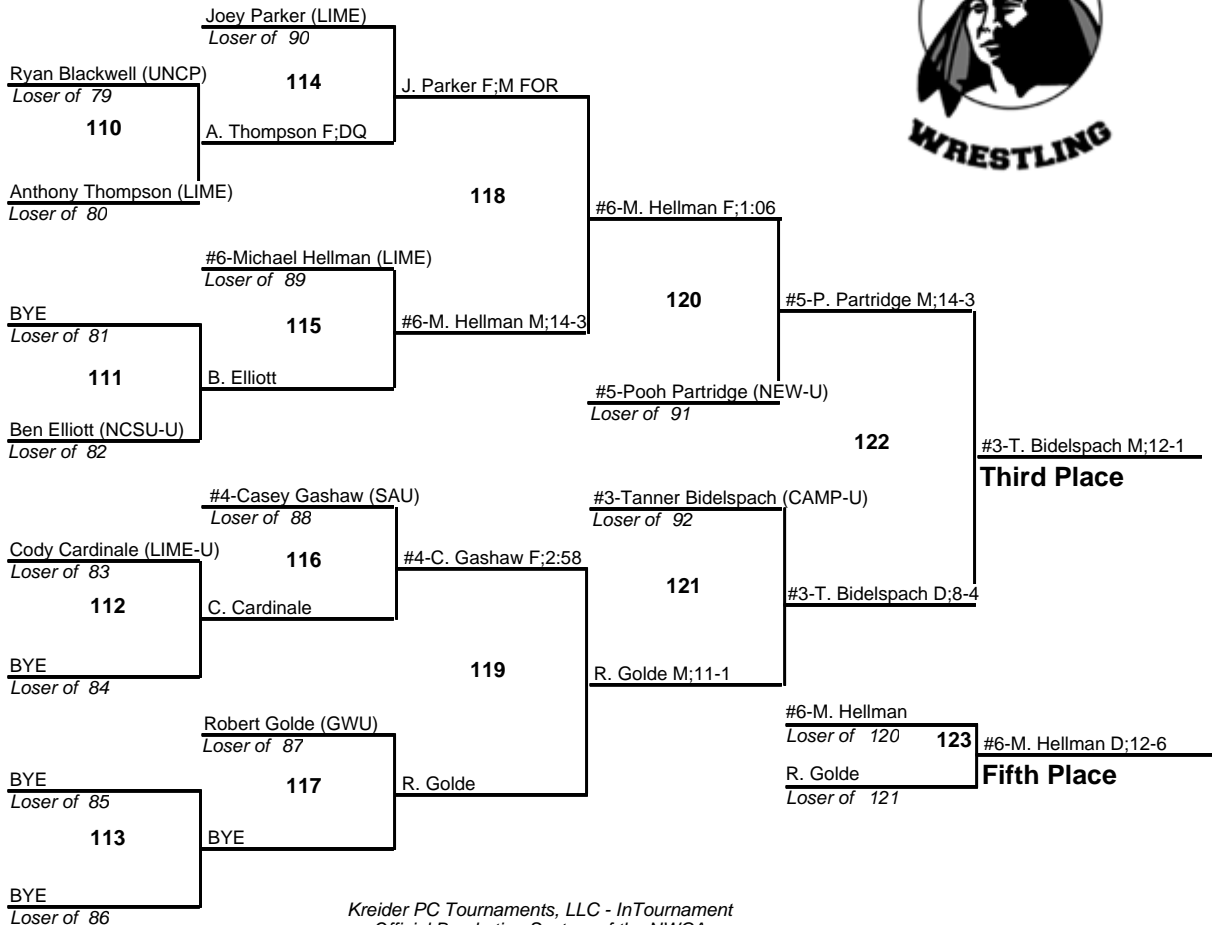 Joey Parker (LIME)
Loser of 90
Ryan Blackwell (UNCP)
Loser of 79
114
J. Parker F;M FOR
110
A. Thompson F;DQ
WRESTLING
Anthony Thompson (LIME)
Loser of 80
118
#6-M. Hellman F;1:06
#6-Michael Hellman (LIME)
Loser of 89
BYE
Loser of 81
115
#6-M. Hellman M;14-3
120
#5-P. Partridge M;14-3
111
B. Elliott
#5-Pooh Partridge (NEW-U)
Loser of 91
Ben Elliott (NCSU-U)
Loser of 82
122
#3-T. Bidelspach M;12-1
Third Place
#4-Casey Gashaw (SAU)
Loser of 88
#3-Tanner Bidelspach (CAMP-U)
Loser of 92
Cody Cardinale (LIME-U)
Loser of 83
116
#4-C. Gashaw F;2:58
121
#3-T. Bidelspach D;8-4
112
C. Cardinale
BYE
Loser of 84
119
R. Golde M;11-1
Robert Golde (GWU)
Loser of 87
#6-M. Hellman
Loser of 120
123
#6-M. Hellman D;12-6
Fifth Place
BYE
Loser of 85
117
R. Golde
R. Golde
Loser of 121
113
BYE
BYE
Loser of 86
Kreider PC Tournaments, LLC - InTournament